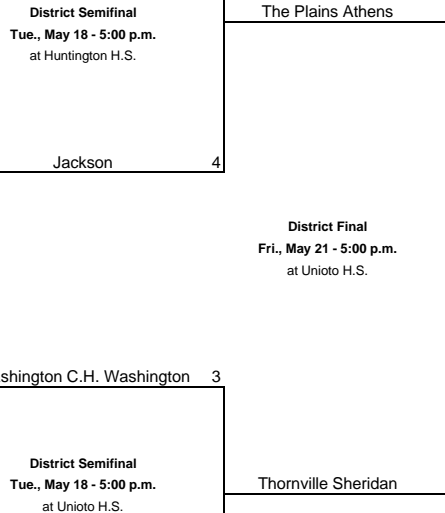 District Semifinal
The Plains Athens
Tue., May 18 - 5:00 p.m.
at Huntington H.S.
Jackson 4
District Final
Fri., May 21 - 5:00 p.m.
at Unioto H.S.
shington C.H. Washington 3
District Semifinal
Tue., May 18 - 5:00 p.m.
Thornville Sheridan
at Unioto H.S.